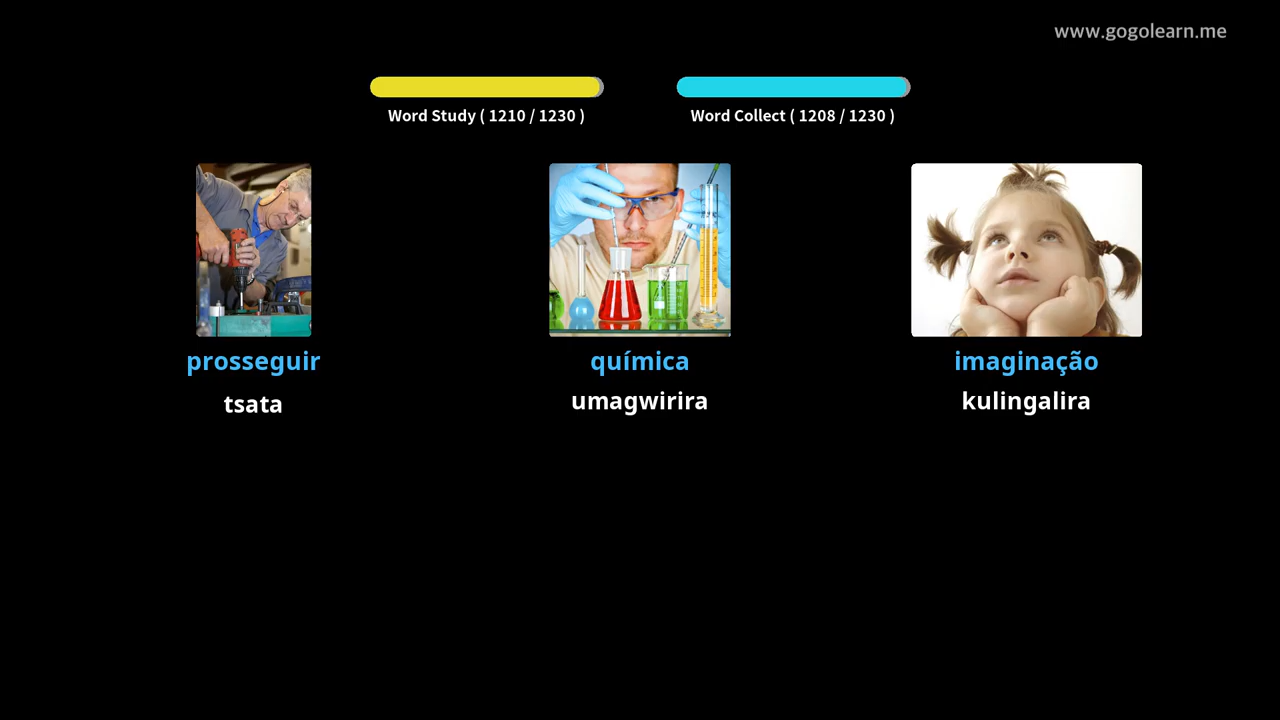 www.gogolearn.me
Word Study ( 1210 / 1230 )
Word Collect ( 1208 / 1230 )
prosseguir
química
imaginação
tsata
umagwirira
kulingalira